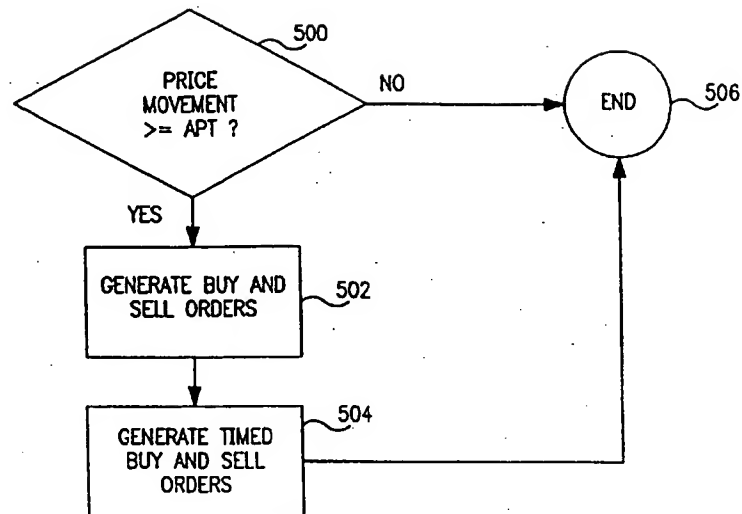 500
PRICE
MOVEMENT
>= APT ?
NO
END
506
YES
GENERATE BUY AND
SELL ORDERS
502
504
GENERATE TIMED
BUY AND SELL
ORDERS